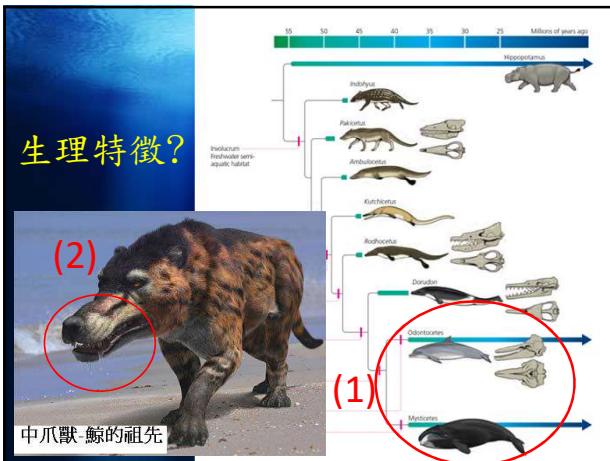 55 50 45 40 35 30 25 Millions of years ago
Hippopotamus
Indohyus
生理特徵?
Pakicetus
Involucrum
Freshwater semi-
aquatic habitat
Ambulocetus
Kutchicetus
(2)
Rodhocetus
Dorudon
Odontocetes
(1)
Mysticetes
中爪獸-鯨的祖先